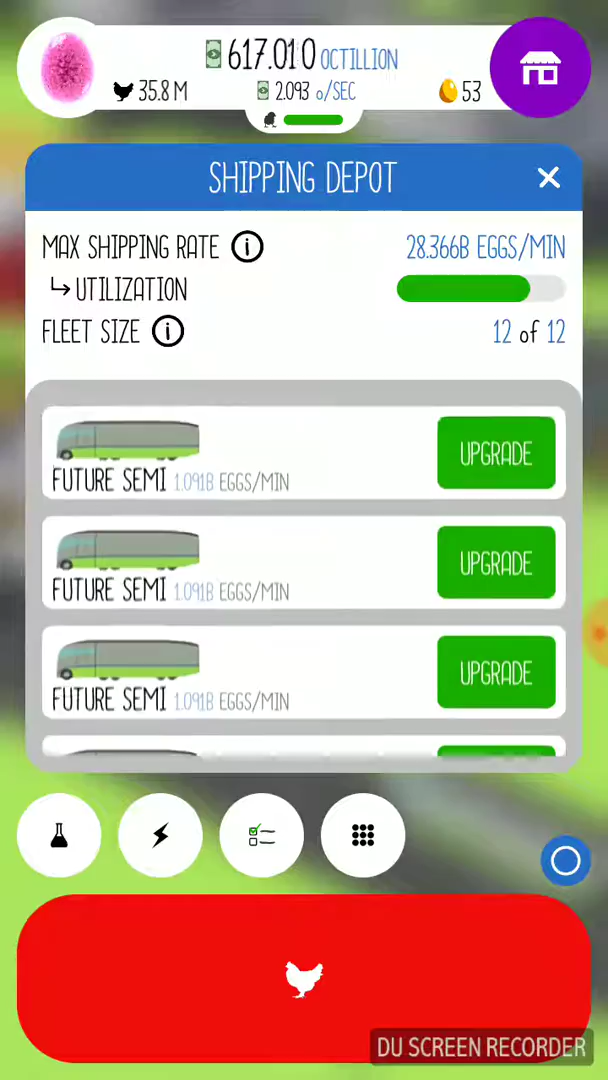 617.010 OCTILLION
35.8 M 2.093 o/SEC 53
SHIPPING DEPOT
MAX SHIPPING RATE i 28.366B EGGS/MIN
UTILIZATION
FLEET SIZE i 12 of 12
UPGRADE
FUTURE SEMI 1.091B EGGS/MIN
UPGRADE
FUTURE SEMI 1.091B EGGS/MIN
UPGRADE
FUTURE SEMI 1.091B EGGS/MIN
DU SCREEN RECORDER